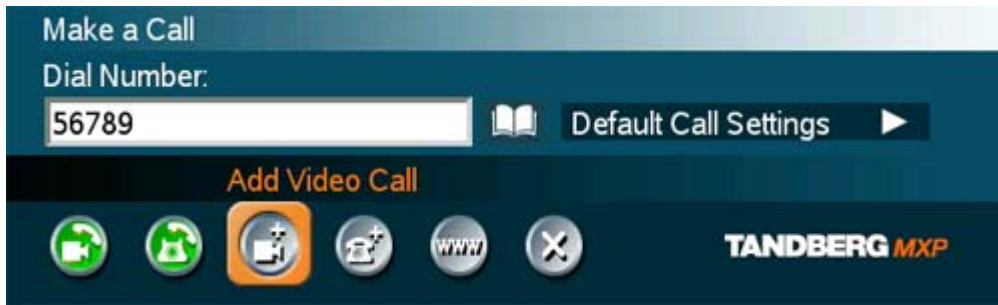 Make a Call
Dial Number:
56789
Default Call Settings
Add Video Call
www
TANDBERG MXP